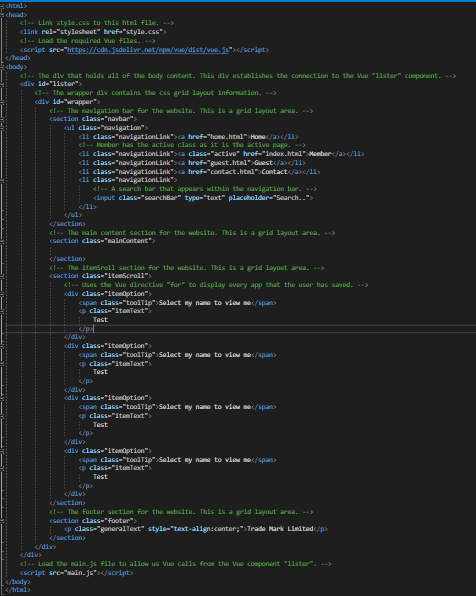 <html>
<head>
<!-- Link style.css to this html file. -->
<link rel="stylesheet" href="style.css">
<!-- Load the required Vue files. -->
<script src="https://cdn.jsdelivr.net/npm/vue/dist/vue.js"></script>
</head>
<body>
<!-- The div that holds all of the body content. This div establishes the connection to the Vue "lister" component. -->
<div id="lister">
<!-- The wrapper div contains the css grid layout information. -->
<div id="wrapper">
<!-- The navigation bar for the website. This is a grid layout area. -->
<section class="navbar">
<ul class="navigation">
<li class="navigationLink"><a href="home.html">Home</a></li>
<!-- Member has the active class as it is the active page. -->
<li class="navigationLink"><a class="active" href="index.html">Member</a></li>
<li class="navigationLink"><a href="guest.html">Guest</a></li>
<li class="navigationLink"><a href="contact.html">Contact</a></li>
<li class="navigationLink">
<!-- A search bar that appears within the navigation bar. -->
<input class="searchBar" type="text" placeholder="Search..">
</li>
</ul>
</section>
<!-- The main content section for the website. This is a grid layout area. -->
<section class="mainContent">
</section>
<!-- The itemSroll section for the website. This is a grid layout area. -->
<section class="itemScroll">
<!-- Uses the Vue directive "for" to display every app that the user has saved. -->
<div class="itemOption">
<span class="toolTip">Select my name to view me</span>
<p class="itemText">
Test
</p>
</div>
<div class="itemOption">
<span class="toolTip">Select my name to view me</span>
<p class="itemText">
Test
</p>
</div>
<div class="itemOption">
<span class="toolTip">Select my name to view me</span>
<p class="itemText">
Test
</p>
</div>
<div class="itemOption">
<span class="toolTip">Select my name to view me</span>
<p class="itemText">
Test
</p>
</div>
</section>
<!-- The footer section for the website. This is a grid layout area. -->
<section class="footer">
<p class="generalText" style="text-align:center;">Trade Mark Limited</p>
</section>
</div>
</div>
<!-- Load the main.js file to allow us Vue calls from the Vue component "lister". -->
<script src="main.js"></script>
</body>
</html>